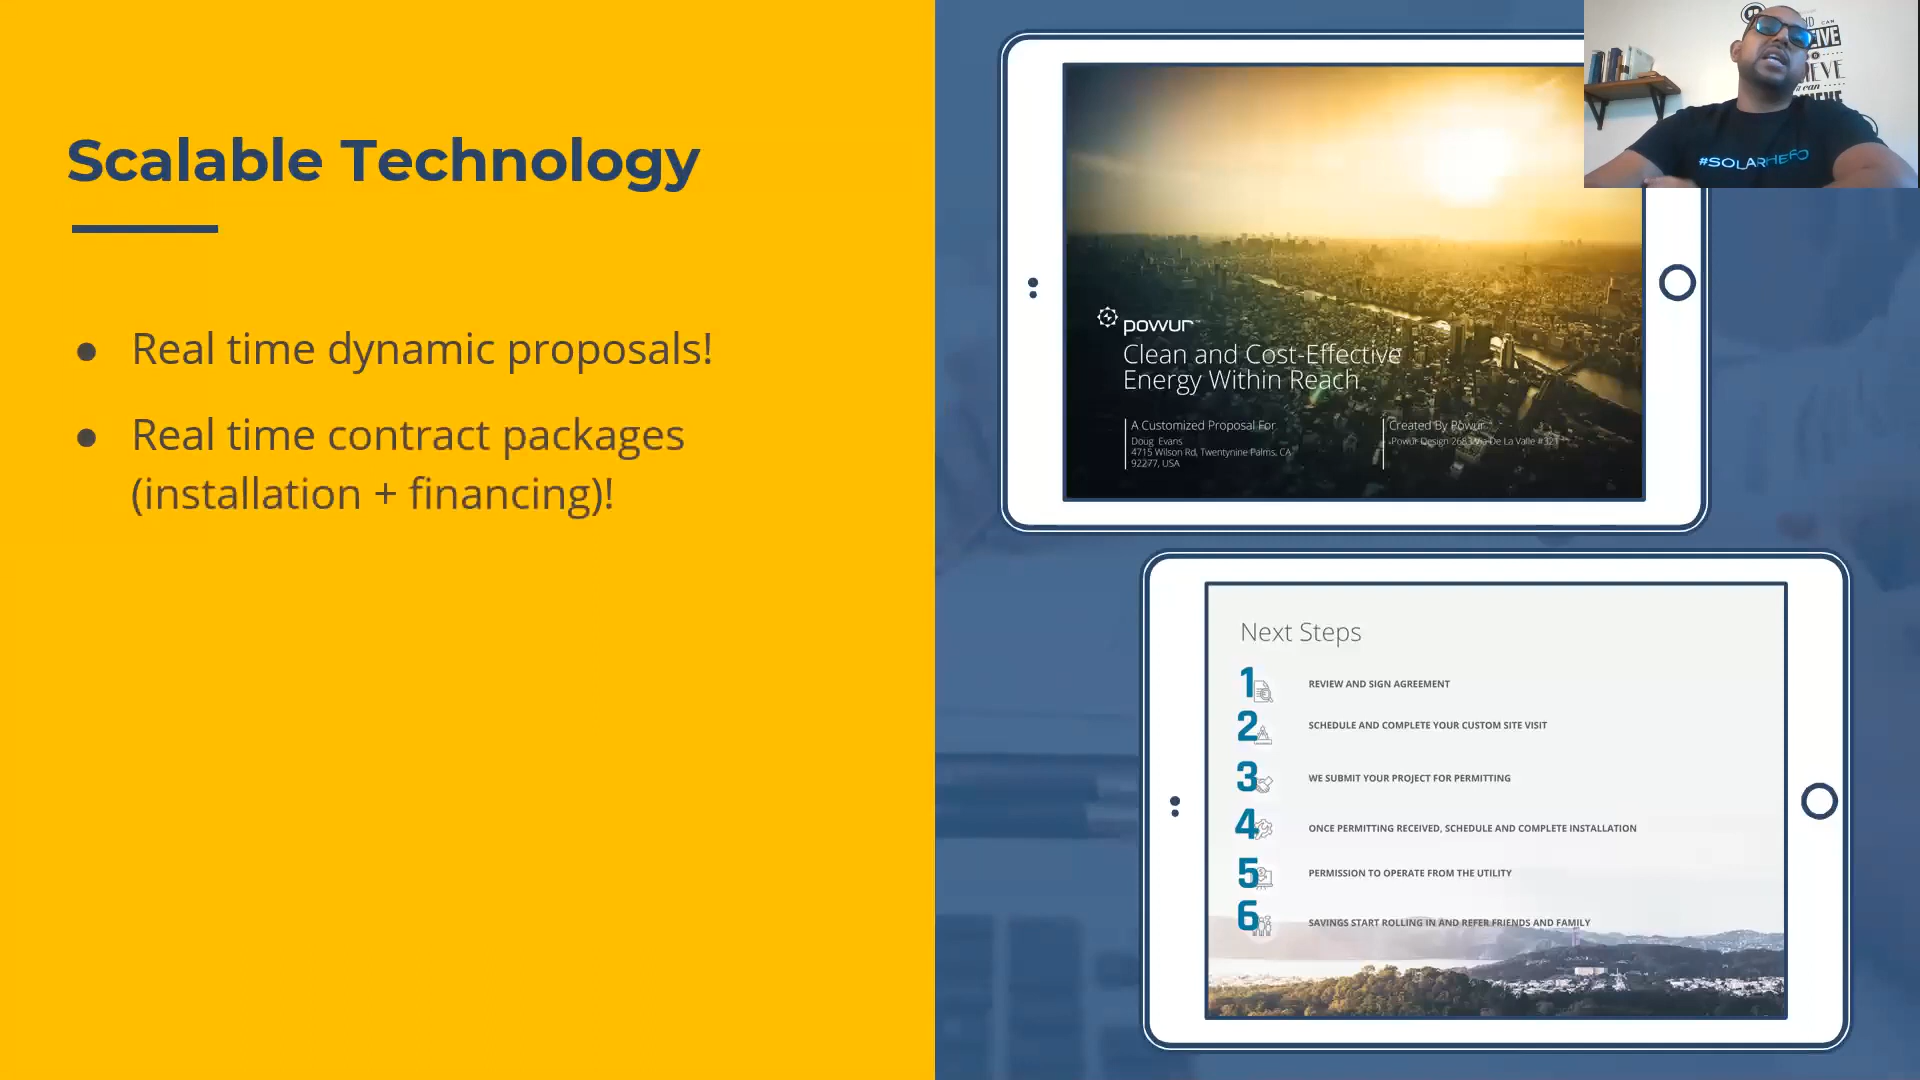 Scalable Technology
● Real time dynamic proposals!
● Real time contract packages
(installation + financing)!
powur
Clean and Cost-Effective
Energy Within Reach
A Customized Proposal For
Doug Evans
4715 Wilson Rd, Twentynine Palms, CA
92277, USA
Created By Powur
Powur Design 2683 Via De La Valle #321
Next Steps
1 REVIEW AND SIGN AGREEMENT
2 SCHEDULE AND COMPLETE YOUR CUSTOM SITE VISIT
3 WE SUBMIT YOUR PROJECT FOR PERMITTING
4 ONCE PERMITTING RECEIVED, SCHEDULE AND COMPLETE INSTALLATION
5 PERMISSION TO OPERATE FROM THE UTILITY
6 SAVINGS START ROLLING IN AND REFER FRIENDS AND FAMILY
CAN
can
#SOLARHERO